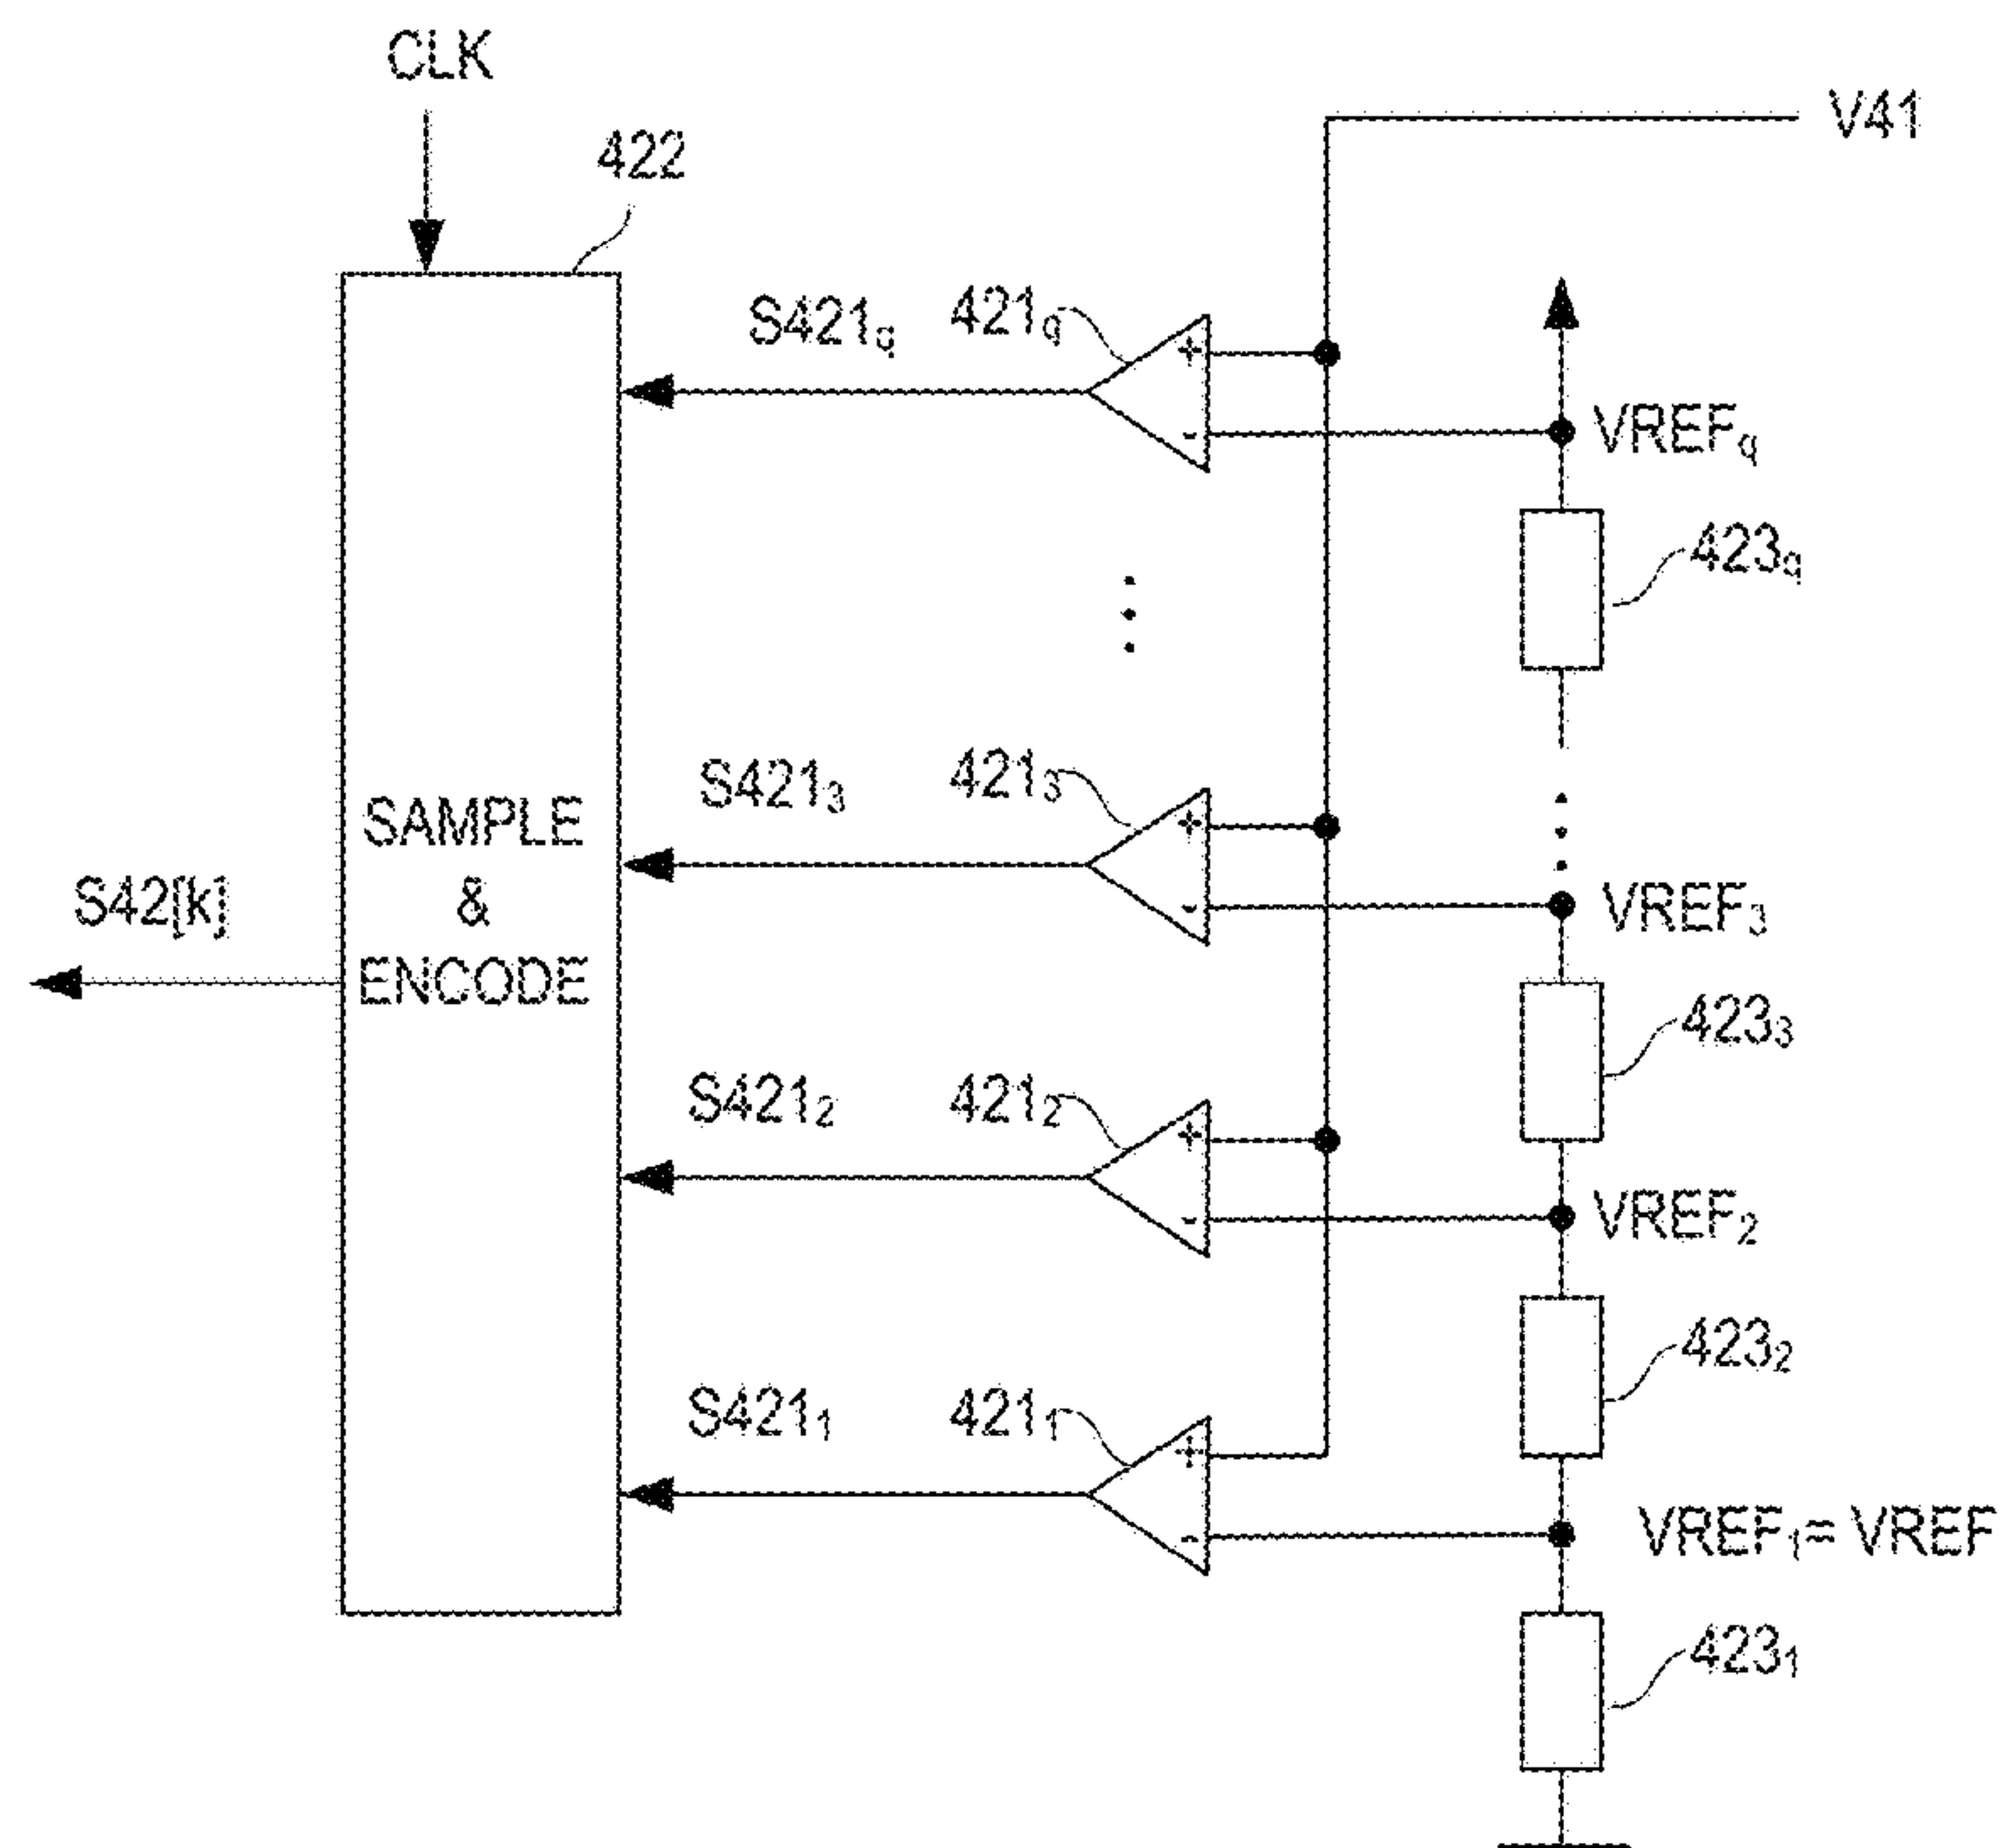 CLK
V41
422
S421q
421q
+
-
VREFq
423q
S4213
4213
+
-
VREF3
SAMPLE
&
ENCODE
S42[k]
4233
S4212
4212
+
-
VREF2
4232
S4211
4211
+
-
VREF1= VREF
4231